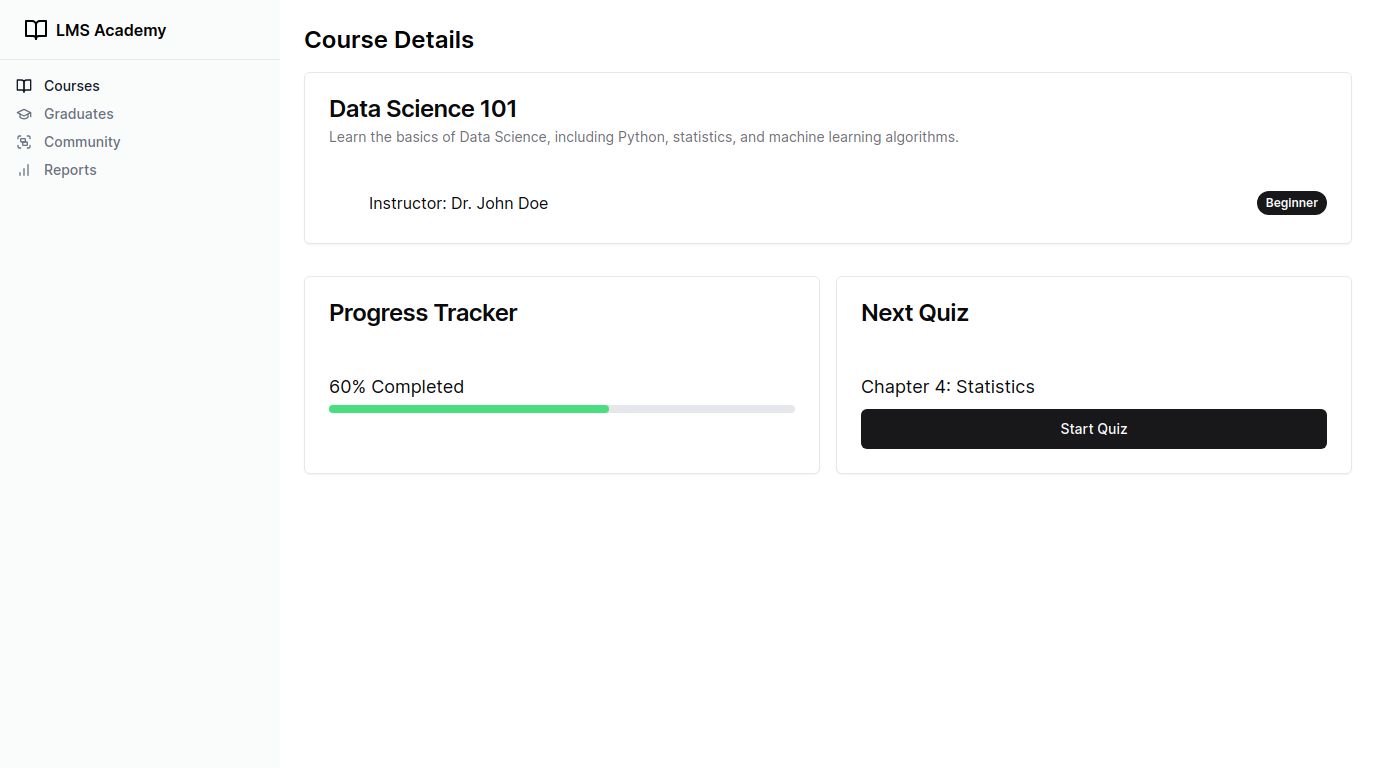 LMS Academy
Courses
Graduates
Community
Reports
Course Details
Data Science 101
Learn the basics of Data Science, including Python, statistics, and machine learning algorithms.
Instructor: Dr. John Doe
Beginner
Progress Tracker
60% Completed
Next Quiz
Chapter 4: Statistics
Start Quiz